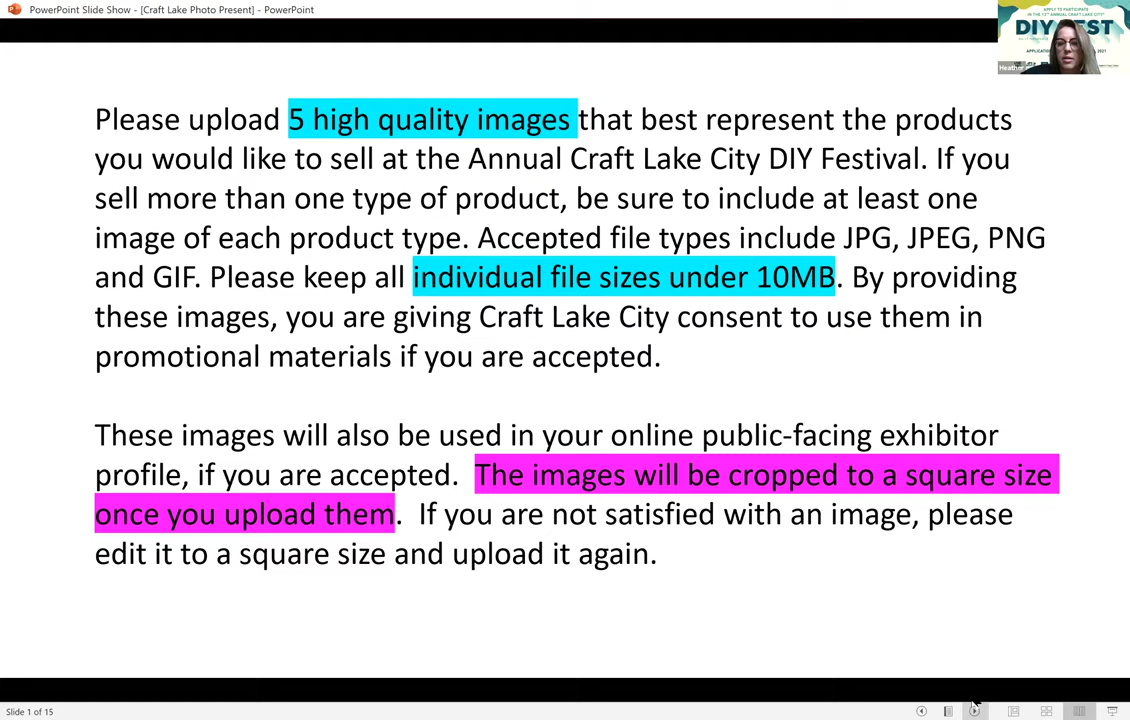 PowerPoint Slide Show - [Craft Lake Photo Present] - PowerPoint
APPLY TO PARTICIPATE
DIY
Heather
Please upload 5 high quality images that best represent the products
you would like to sell at the Annual Craft Lake City DIY Festival. If you
sell more than one type of product, be sure to include at least one
image of each product type. Accepted file types include JPG, JPEG, PNG
and GIF. Please keep all individual file sizes under 10MB. By providing
these images, you are giving Craft Lake City consent to use them in
promotional materials if you are accepted.
These images will also be used in your online public-facing exhibitor
profile, if you are accepted.  The images will be cropped to a square size
once you upload them.  If you are not satisfied with an image, please
edit it to a square size and upload it again.
Slide 1 of 15